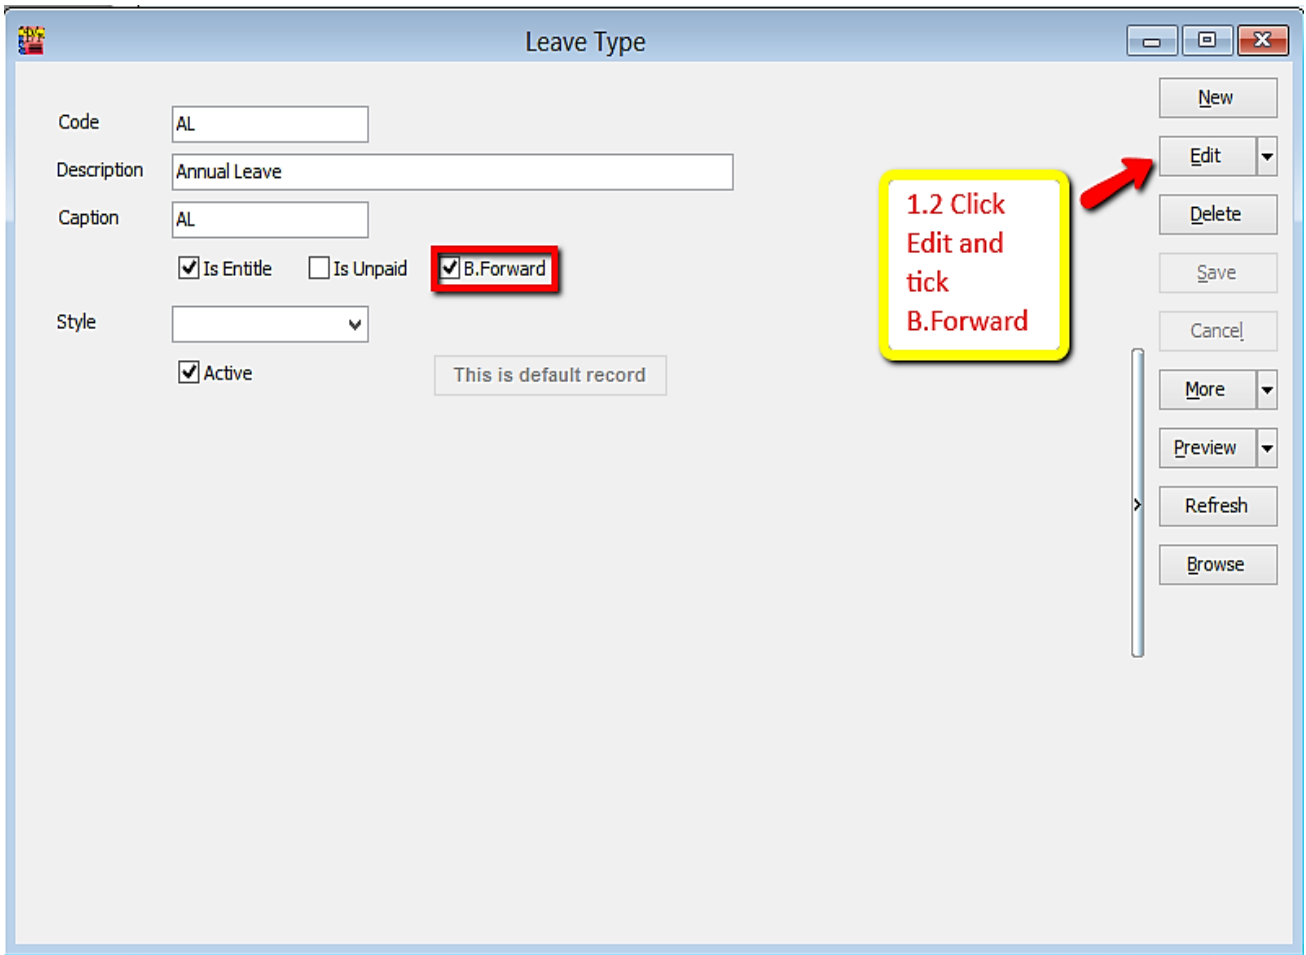 Leave Type
New
Code AL
Edit
Description Annual Leave
1.2 Click
Edit and
tick
B.Forward
Caption AL
Delete
Is Entitle Is Unpaid B.Forward
Save
Style
Cancel
Active This is default record
More
Preview
Refresh
Browse